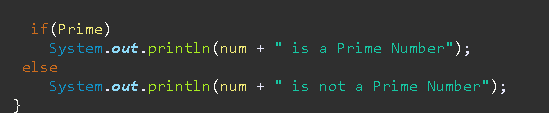 if(Prime)
System.out.println(num + " is a Prime Number");
else
System.out.println(num + " is not a Prime Number");
}